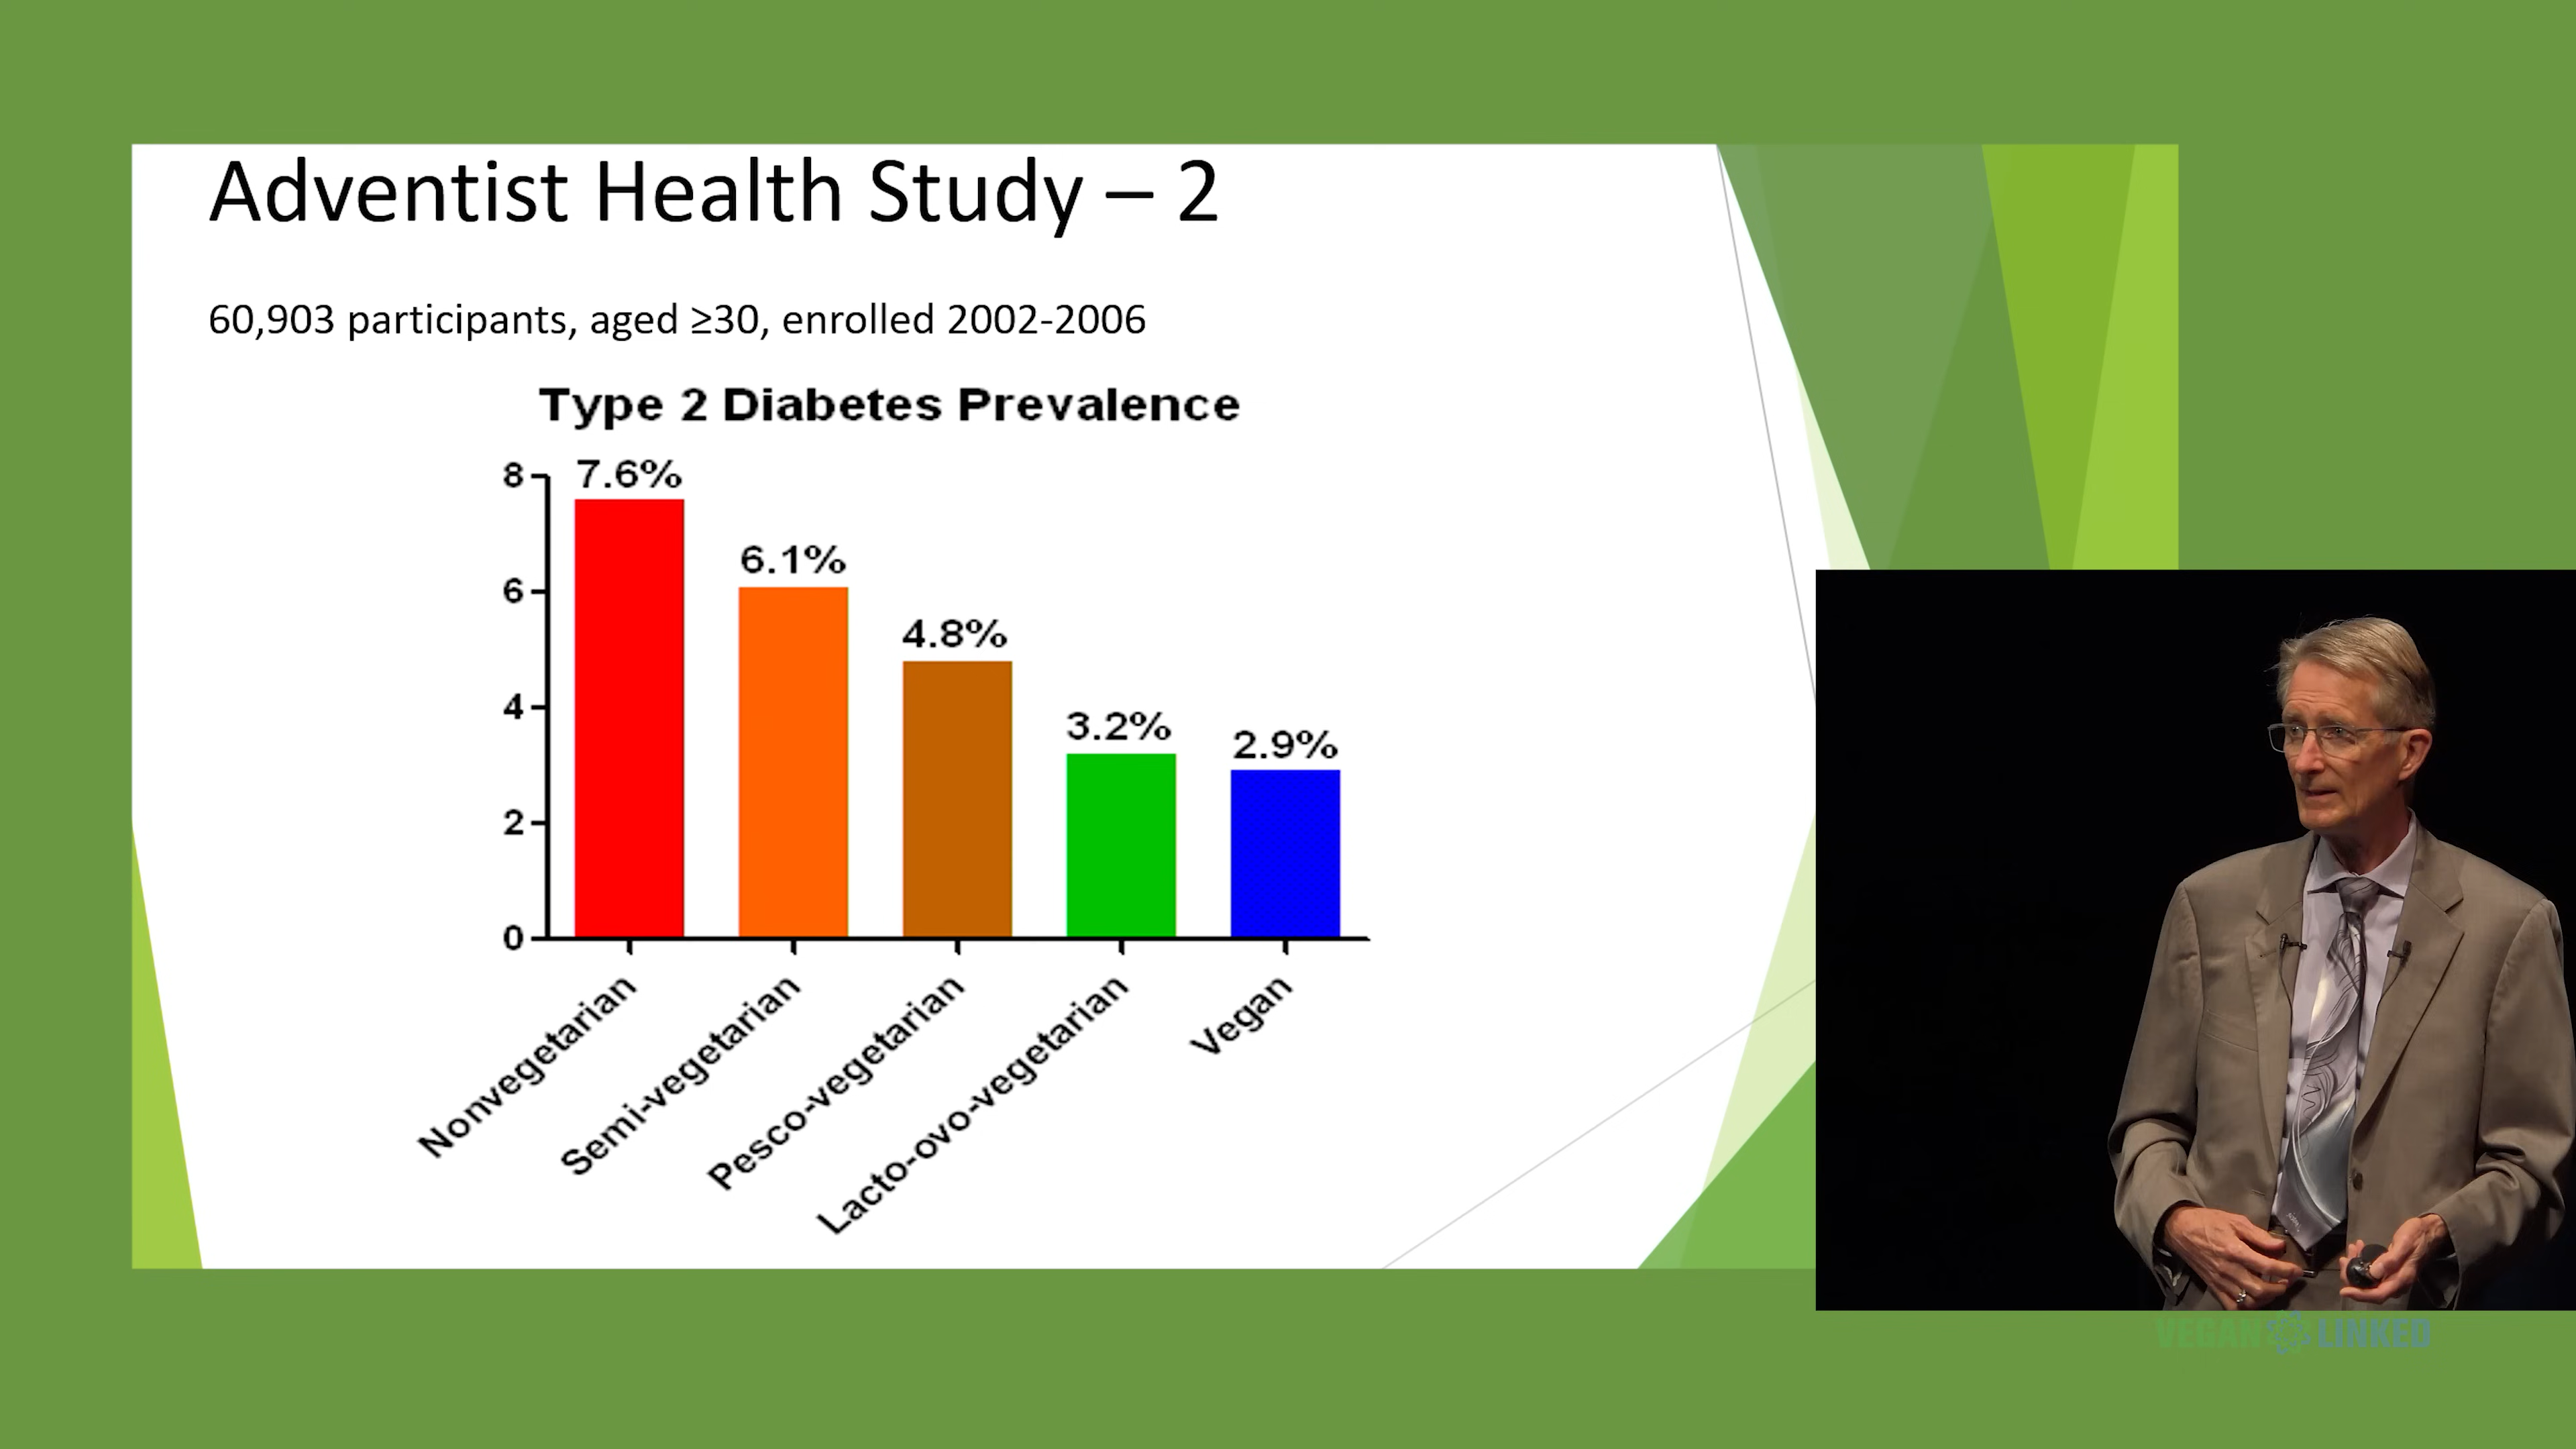 Adventist Health Study – 2
60,903 participants, aged ≥30, enrolled 2002-2006
Type 2 Diabetes Prevalence
8
7.6%
6.1%
6
4.8%
4
3.2%
2.9%
2
0
Nonvegetarian
Semi-vegetarian
Pesco-vegetarian
Lacto-ovo-vegetarian
Vegan
VEGAN LINKED